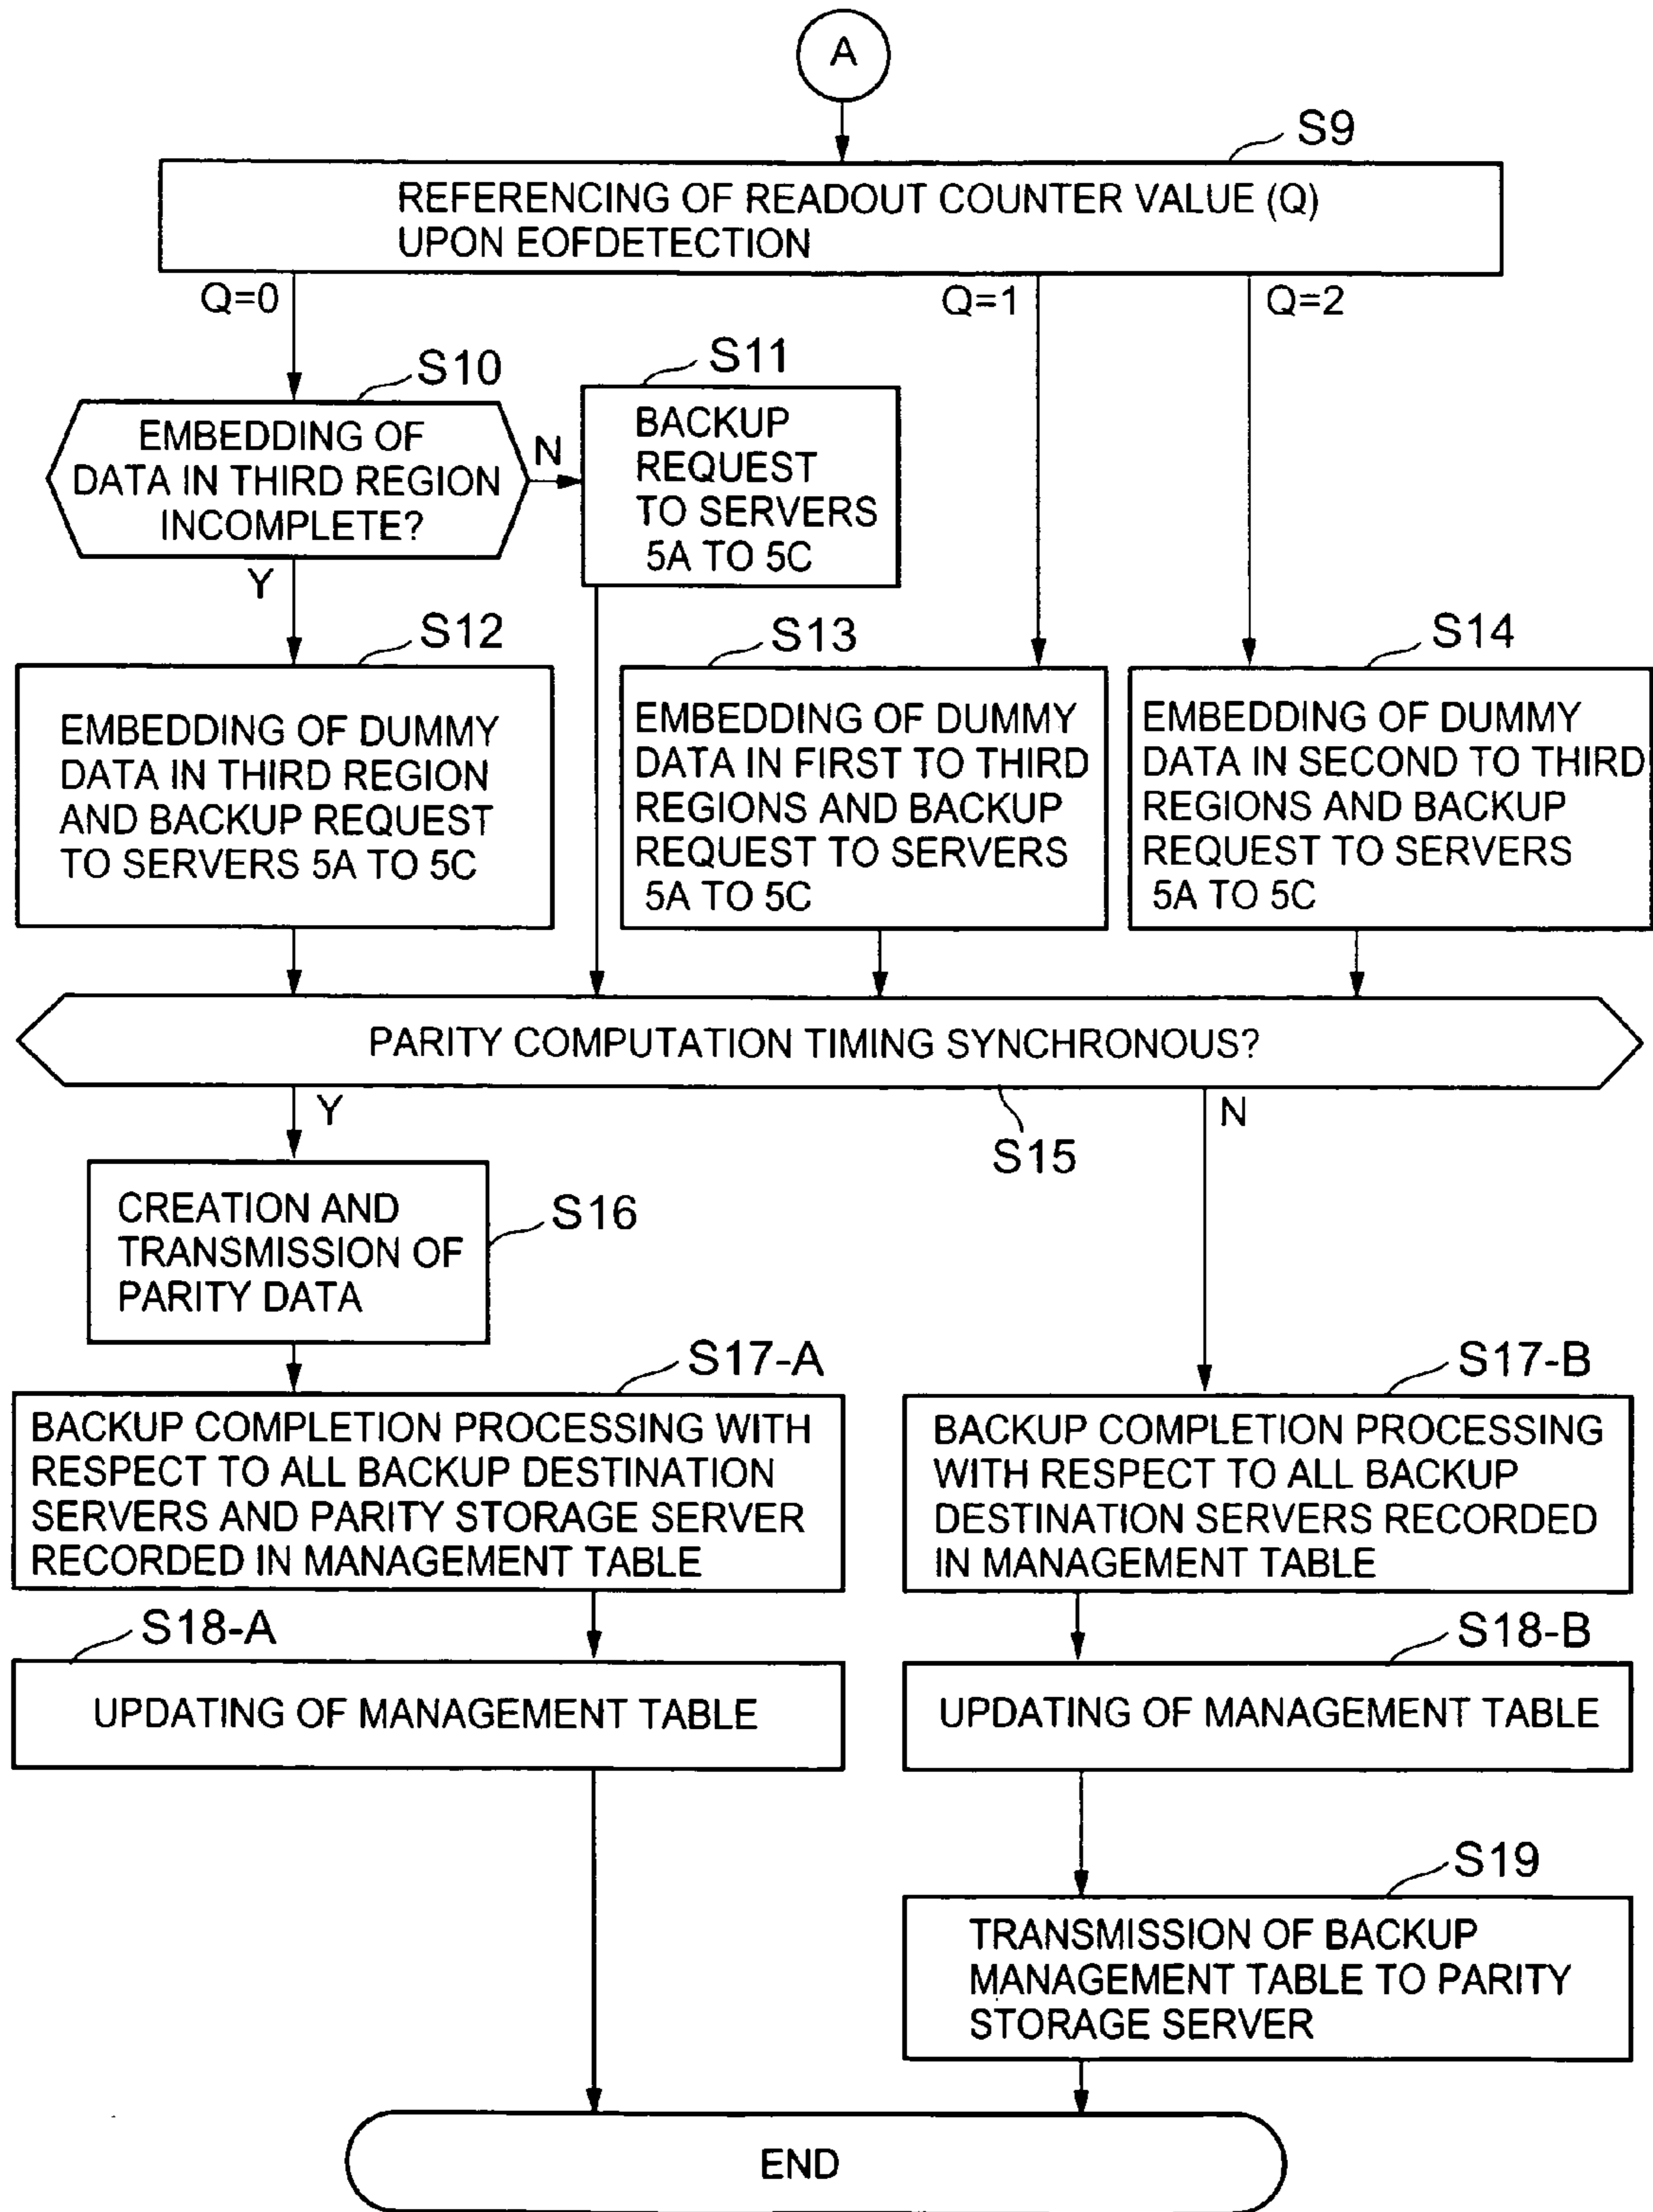 A
S9
REFERENCING OF READOUT COUNTER VALUE (Q)
UPON EOFDETECTION
Q=0
Q=1
Q=2
S10
EMBEDDING OF
DATA IN THIRD REGION
INCOMPLETE?
N
Y
S11
BACKUP
REQUEST
TO SERVERS
5A TO 5C
S12
EMBEDDING OF DUMMY
DATA IN THIRD REGION
AND BACKUP REQUEST
TO SERVERS 5A TO 5C
S13
EMBEDDING OF DUMMY
DATA IN FIRST TO THIRD
REGIONS AND BACKUP
REQUEST TO SERVERS
5A TO 5C
S14
EMBEDDING OF DUMMY
DATA IN SECOND TO THIRD
REGIONS AND BACKUP
REQUEST TO SERVERS
5A TO 5C
PARITY COMPUTATION TIMING SYNCHRONOUS?
Y
S15
N
CREATION AND
TRANSMISSION OF
PARITY DATA
S16
S17-A
BACKUP COMPLETION PROCESSING WITH
RESPECT TO ALL BACKUP DESTINATION
SERVERS AND PARITY STORAGE SERVER
RECORDED IN MANAGEMENT TABLE
S17-B
BACKUP COMPLETION PROCESSING
WITH RESPECT TO ALL BACKUP
DESTINATION SERVERS RECORDED
IN MANAGEMENT TABLE
S18-A
UPDATING OF MANAGEMENT TABLE
S18-B
UPDATING OF MANAGEMENT TABLE
S19
TRANSMISSION OF BACKUP
MANAGEMENT TABLE TO PARITY
STORAGE SERVER
END